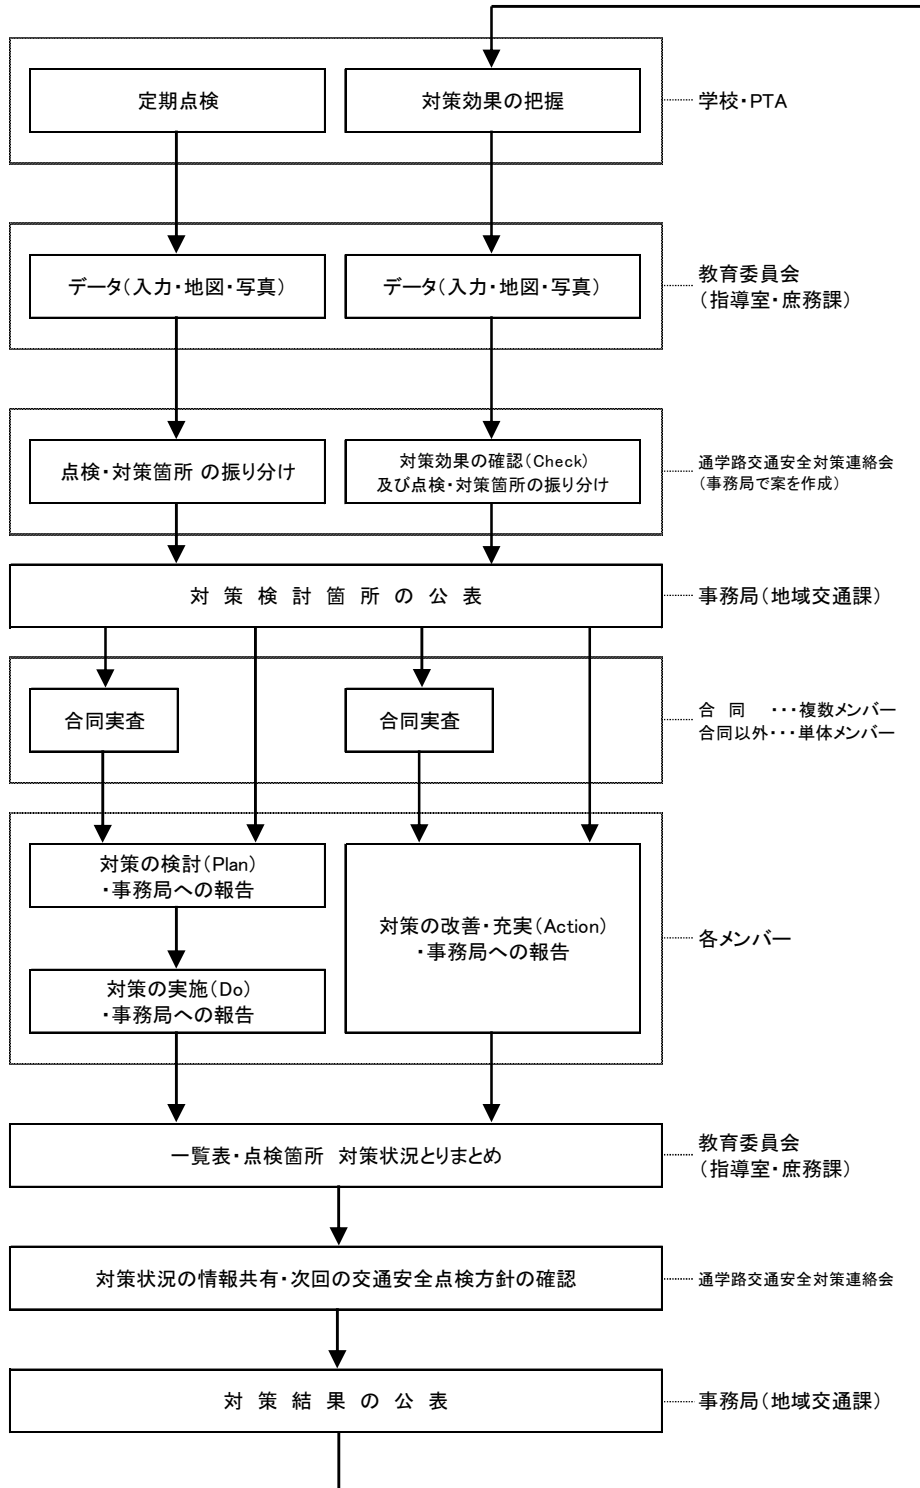 定期点検
対策効果の把握
学校・PTA
データ(入力・地図・写真)
データ(入力・地図・写真)
教育委員会
(指導室・庶務課)
点検・対策箇所 の振り分け
対策効果の確認(Check)
及び点検・対策箇所の振り分け
通学路交通安全対策連絡会
(事務局で案を作成)
対 策 検 討 箇 所 の 公 表
事務局(地域交通課)
合同実査
合同実査
合 同 ・・・複数メンバー
合同以外・・・単体メンバー
対策の検討(Plan)
・事務局への報告
対策の実施(Do)
・事務局への報告
対策の改善・充実(Action)
・事務局への報告
各メンバー
一覧表・点検箇所 対策状況とりまとめ
教育委員会
(指導室・庶務課)
対策状況の情報共有・次回の交通安全点検方針の確認
通学路交通安全対策連絡会
対 策 結 果 の 公 表
事務局(地域交通課)